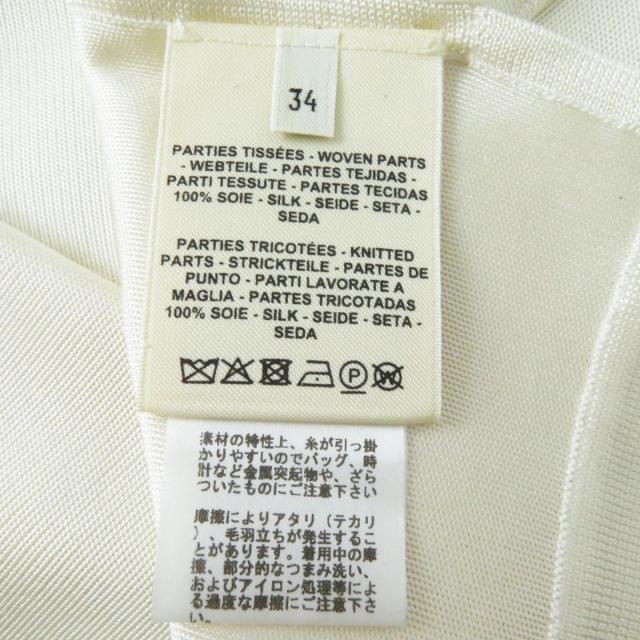 34
PARTIES TISSÉES - WOVEN PARTS
- WEBTEILE - PARTES TEJIDAS -
PARTI TESSUTE - PARTES TECIDAS
100% SOIE - SILK - SEIDE - SETA -
SEDA
PARTIES TRICOTÉES - KNITTED
PARTS - STRICKTEILE - PARTES DE
PUNTO - PARTI LAVORATE A
MAGLIA - PARTES TRICOTADAS
100% SOIE - SILK - SEIDE - SETA -
SEDA
P W
素材の特性上、糸が引っ掛
かりやすいのでバッグ、時
計など金属突起物や、ざら
ついたものにご注意下さい
摩擦によりアタリ(テカリ
)、毛羽立ちが発生するこ
とがあります。着用中の摩
擦、部分的なつまみ洗い、
およびアイロン処理等によ
る過度な摩擦にご注意下さ
い。